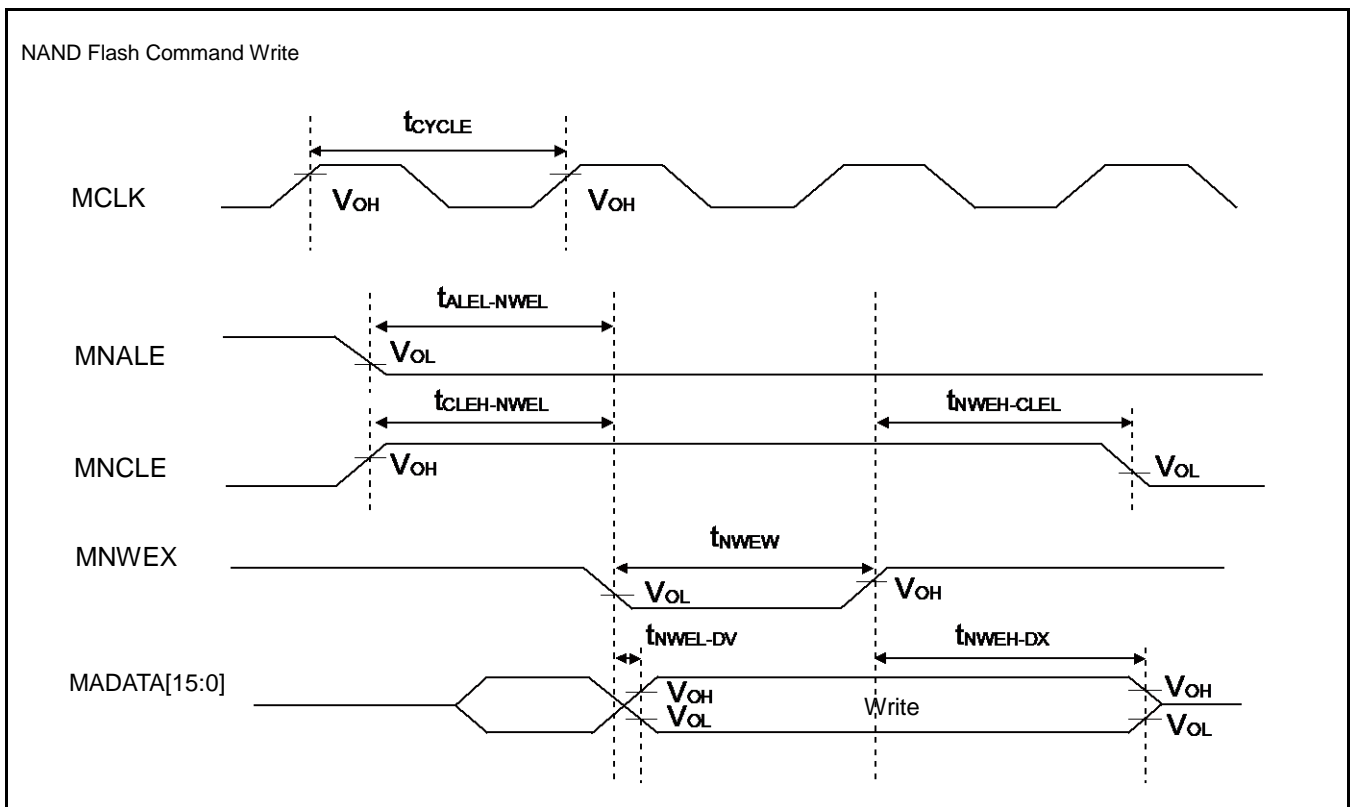 NAND Flash Command Write
tCYCLE
MCLK
VOH
VOH
tALEL-NWEL
MNALE
VOL
tCLEH-NWEL
tNWEH-CLEL
MNCLE
VOH
VOL
tNWEW
MNWEX
VOL
VOH
tNWEL-DV
tNWEH-DX
MADATA[15:0]
VOH
VOL
Write
VOH
VOL